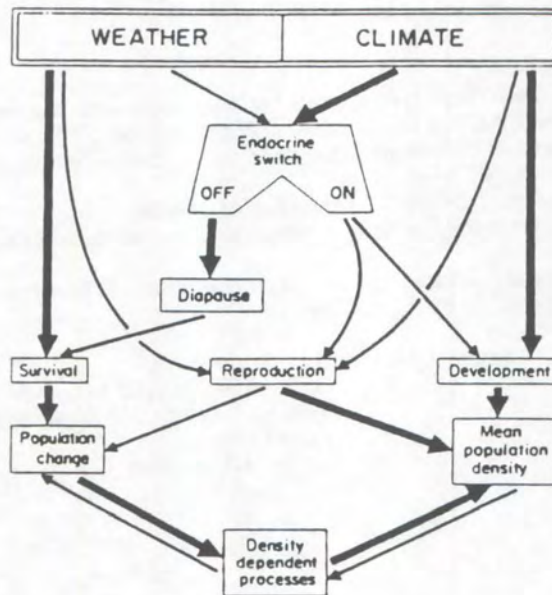 WEATHER CLIMATE
Endocrine
switch
OFF ON
Diapause
Survival Reproduction Development
Population
change
Mean
population
density
Density
dependent
processes